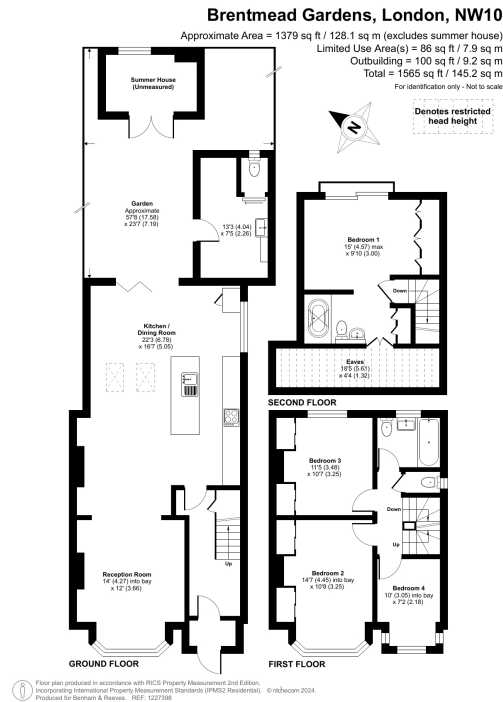 Brentmead Gardens, London, NW10
Approximate Area = 1379 sq ft / 128.1 sq m (excludes summer house)
Limited Use Area(s) = 86 sq ft / 7.9 sq m
Outbuilding = 100 sq ft / 9.2 sq m
Total = 1565 sq ft / 145.2 sq m
For identification only - Not to scale
Denotes restricted
head height
N
Summer House
(Unmeasured)
Garden
Approximate
57'8 (17.58)
x 23'7 (7.19)
13'3 (4.04)
x 7'5 (2.26)
Bedroom 1
15' (4.57) max
x 9'10 (3.00)
Down
Eaves
18'5 (5.61)
x 4'4 (1.32)
SECOND FLOOR
Kitchen /
Dining Room
22'3 (6.78)
x 16'7 (5.05)
Up
Reception Room
14' (4.27) into bay
x 12' (3.66)
GROUND FLOOR
Bedroom 3
11'5 (3.48)
x 10'7 (3.25)
Down
Up
Bedroom 2
14'7 (4.45) into bay
x 10'8 (3.25)
Bedroom 4
10' (3.05) into bay
x 7'2 (2.18)
FIRST FLOOR
Floor plan produced in accordance with RICS Property Measurement 2nd Edition,
Incorporating International Property Measurement Standards (IPMS2 Residential). © nichecom 2024.
Produced for Benham & Reeves. REF: 1227398